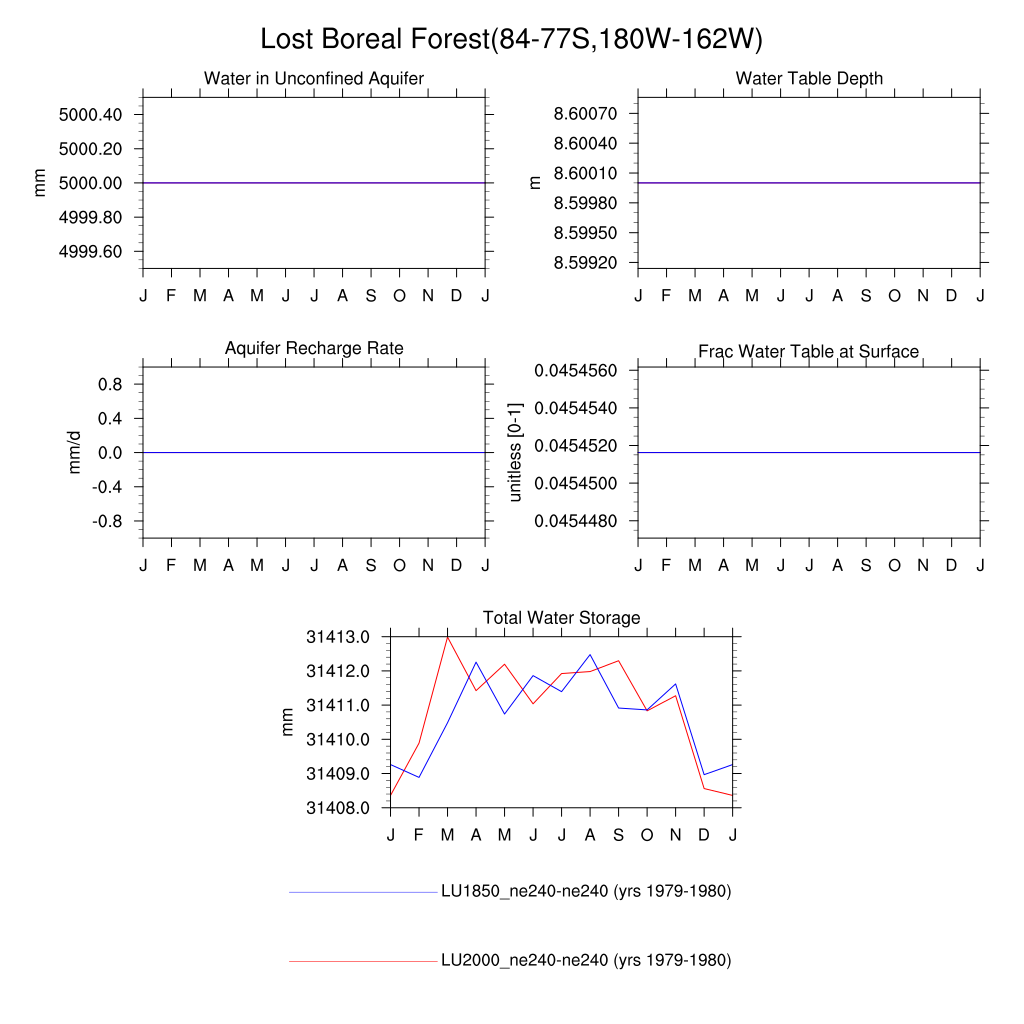 Lost Boreal Forest(84-77S,180W-162W)
Water in Unconfined Aquifer
5000.40
5000.20
5000.00
4999.80
4999.60
mm
J F M A M J J A S O N D J
Water Table Depth
8.60070
8.60040
8.60010
8.59980
8.59950
8.59920
m
J F M A M J J A S O N D J
Aquifer Recharge Rate
0.8
0.4
0.0
-0.4
-0.8
mm/d
J F M A M J J A S O N D J
Frac Water Table at Surface
0.0454560
0.0454540
0.0454520
0.0454500
0.0454480
unitless [0-1]
J F M A M J J A S O N D J
Total Water Storage
31413.0
31412.0
31411.0
31410.0
31409.0
31408.0
mm
J F M A M J J A S O N D J
LU1850_ne240-ne240 (yrs 1979-1980)
LU2000_ne240-ne240 (yrs 1979-1980)